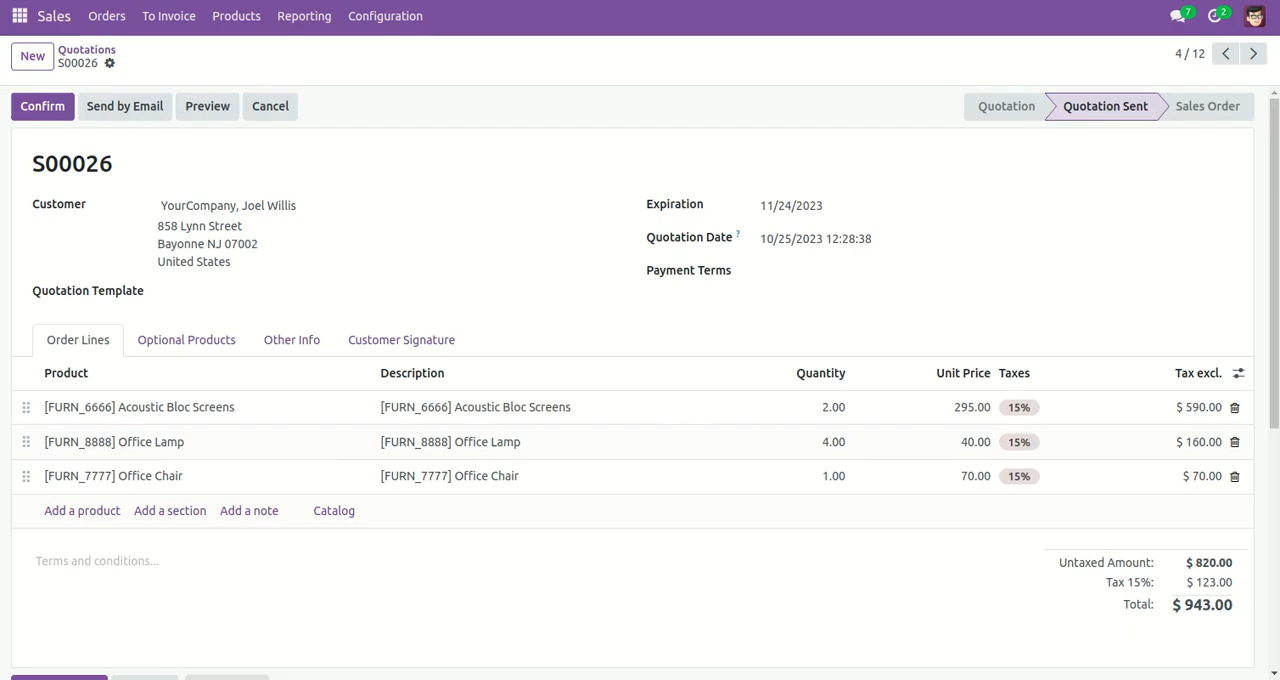 Sales Orders To Invoice Products Reporting Configuration 7 2
New Quotations 4 / 12
S00026
Confirm Send by Email Preview Cancel Quotation Quotation Sent Sales Order
S00026
Customer YourCompany, Joel Willis Expiration 11/24/2023
858 Lynn Street
Bayonne NJ 07002 Quotation Date ? 10/25/2023 12:28:38
United States Payment Terms
Quotation Template
Order Lines Optional Products Other Info Customer Signature
Product Description Quantity Unit Price Taxes Tax excl.
[FURN_6666] Acoustic Bloc Screens [FURN_6666] Acoustic Bloc Screens 2.00 295.00 15% $ 590.00
[FURN_8888] Office Lamp [FURN_8888] Office Lamp 4.00 40.00 15% $ 160.00
[FURN_7777] Office Chair [FURN_7777] Office Chair 1.00 70.00 15% $ 70.00
Add a product Add a section Add a note Catalog
Terms and conditions... Untaxed Amount: $ 820.00
Tax 15%: $ 123.00
Total: $ 943.00